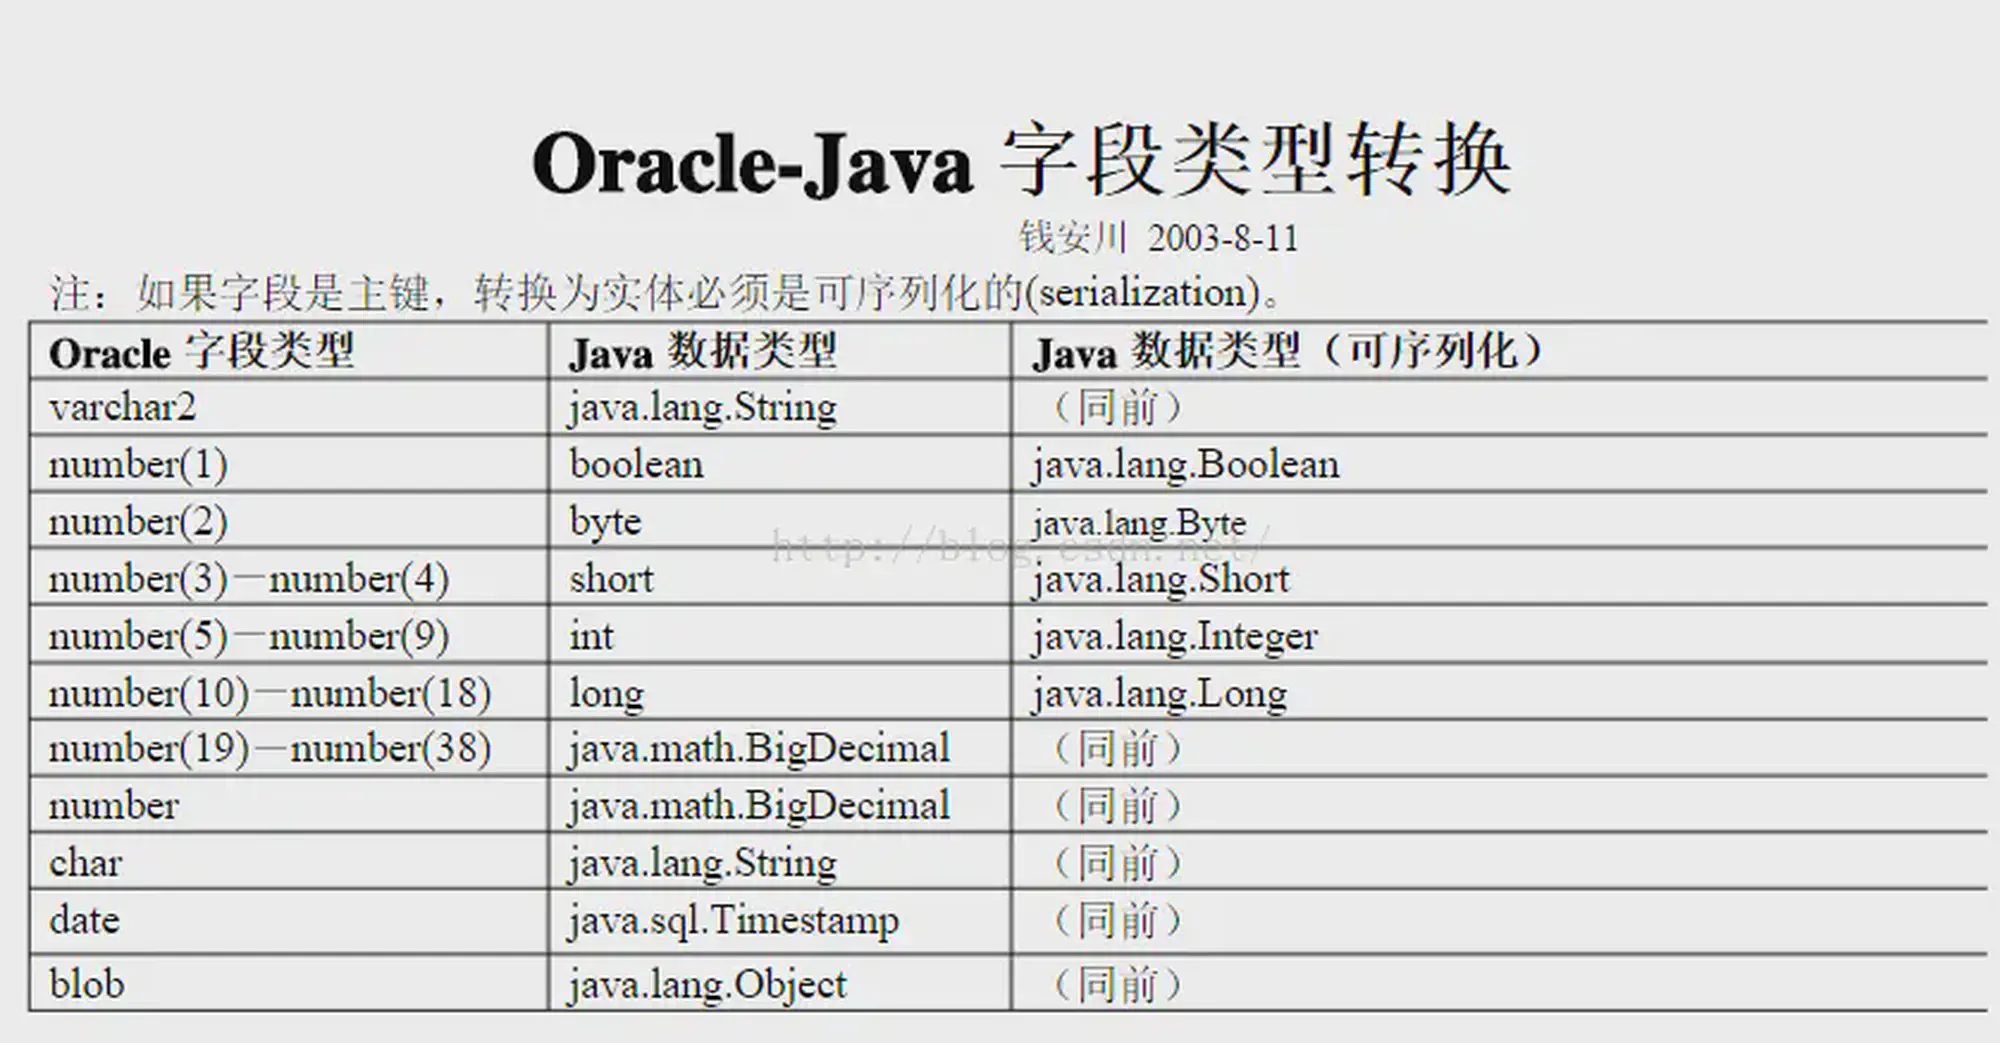 Oracle-Java 字段类型转换
钱安川 2003-8-11
注：如果字段是主键，转换为实体必须是可序列化的(serialization)。
Oracle 字段类型 Java 数据类型 Java 数据类型（可序列化）
varchar2 java.lang.String （同前）
number(1) boolean java.lang.Boolean
number(2) byte java.lang.Byte
http://blog.csdn.net/
number(3)－number(4) short java.lang.Short
number(5)－number(9) int java.lang.Integer
number(10)－number(18) long java.lang.Long
number(19)－number(38) java.math.BigDecimal （同前）
number java.math.BigDecimal （同前）
char java.lang.String （同前）
date java.sql.Timestamp （同前）
blob java.lang.Object （同前）